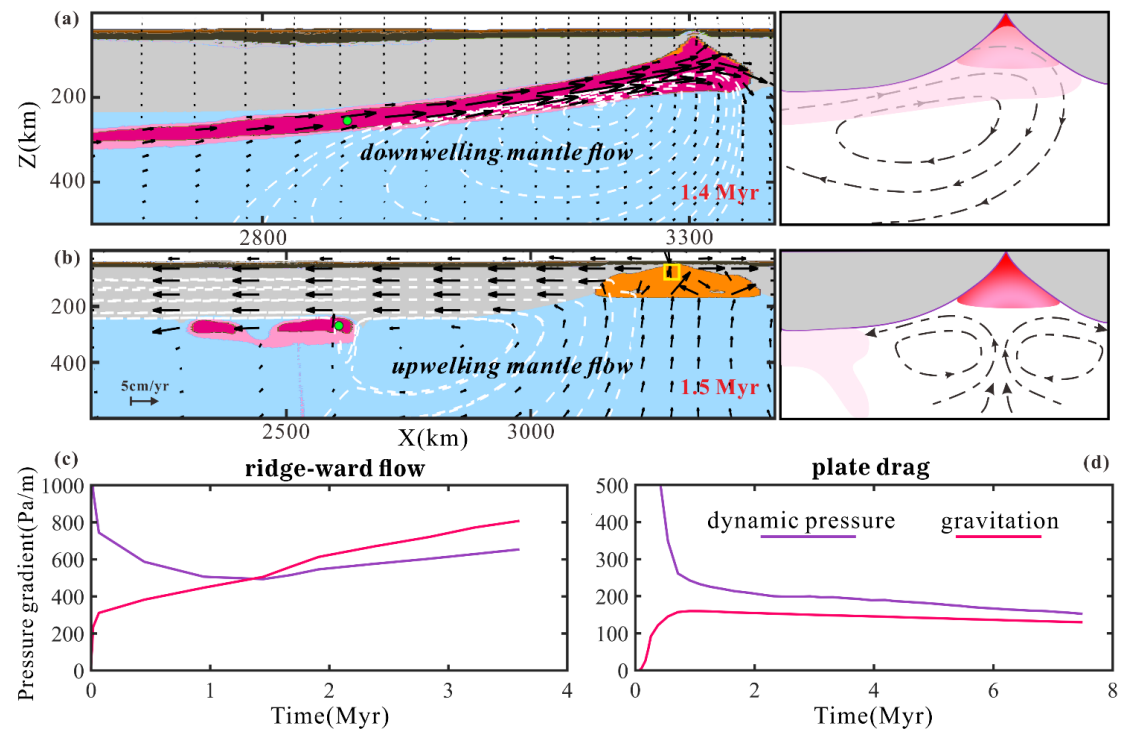 (a)
Z(km)
200
400
downwelling mantle flow
1.4 Myr
2800
3300
(b)
0
200
400
5cm/yr
upwelling mantle flow
1.5 Myr
2500
3000
X(km)
(c)
ridge-ward flow
Pressure gradient(Pa/m)
1000
800
600
400
200
0
0
1
2
3
4
Time(Myr)
plate drag
(d)
500
400
300
200
100
0
dynamic pressure
gravitation
0
2
4
6
8
Time(Myr)